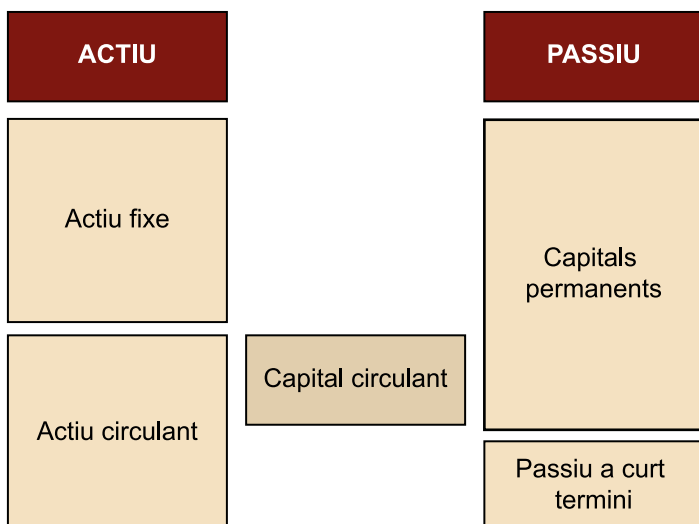 ACTIU
PASSIU
Actiu fixe
Capitals
permanents
Capital circulant
Actiu circulant
Passiu a curt
termini